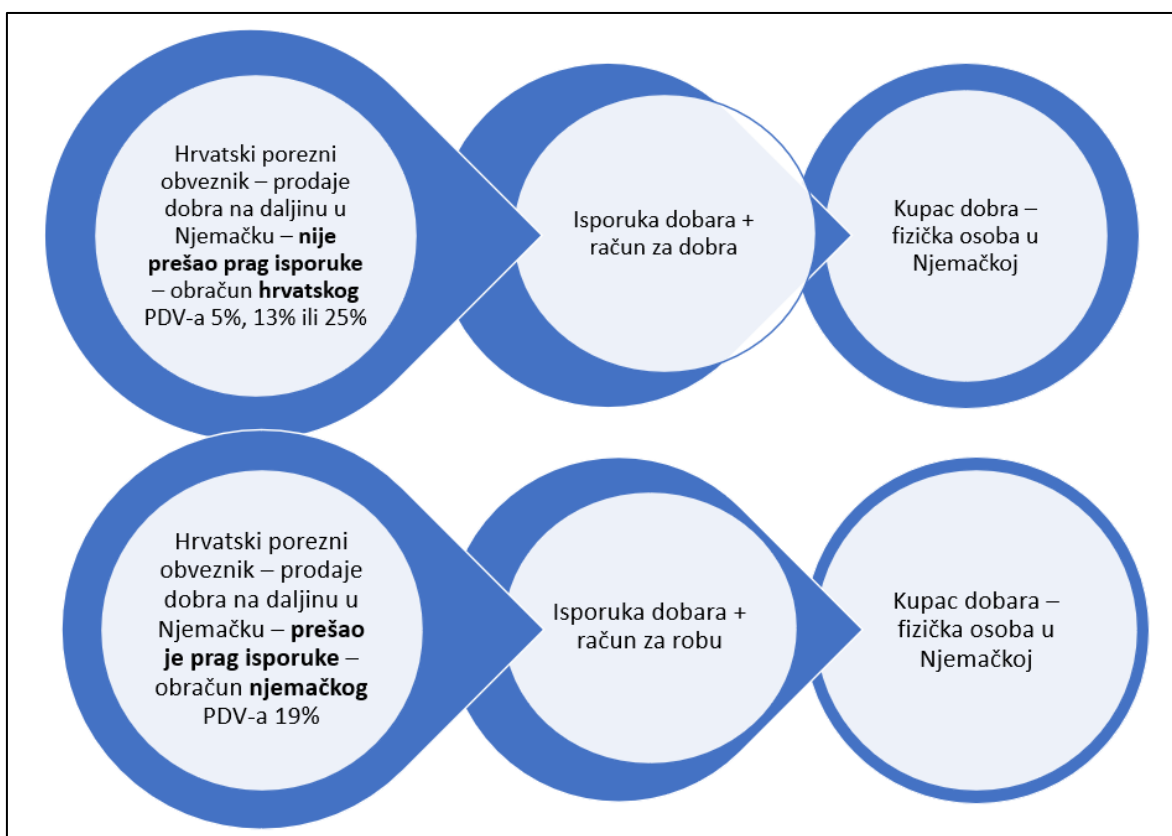 Hrvatski porezni
obveznik – prodaje
dobra na daljinu u
Njemačku – nije
prešao prag isporuke
– obračun hrvatskog
PDV-a 5%, 13% ili 25%
Isporuka dobara +
račun za dobra
Kupac dobra –
fizička osoba u
Njemačkoj
Hrvatski porezni
obveznik – prodaje
dobra na daljinu u
Njemačku – prešao
je prag isporuke –
obračun njemačkog
PDV-a 19%
Isporuka dobara +
račun za robu
Kupac dobara –
fizička osoba u
Njemačkoj